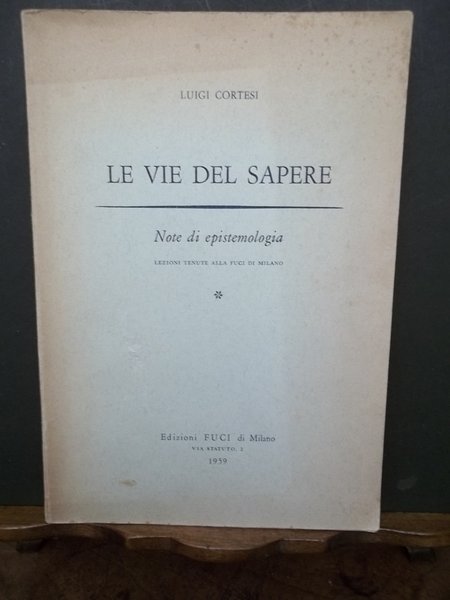 LUIGI CORTESI
LE VIE DEL SAPERE
Note di epistemologia
LEZIONI TENUTE ALLA FUCI DI MILANO
*
Edizioni FUCI di Milano
VIA STATUTO, 2
1959